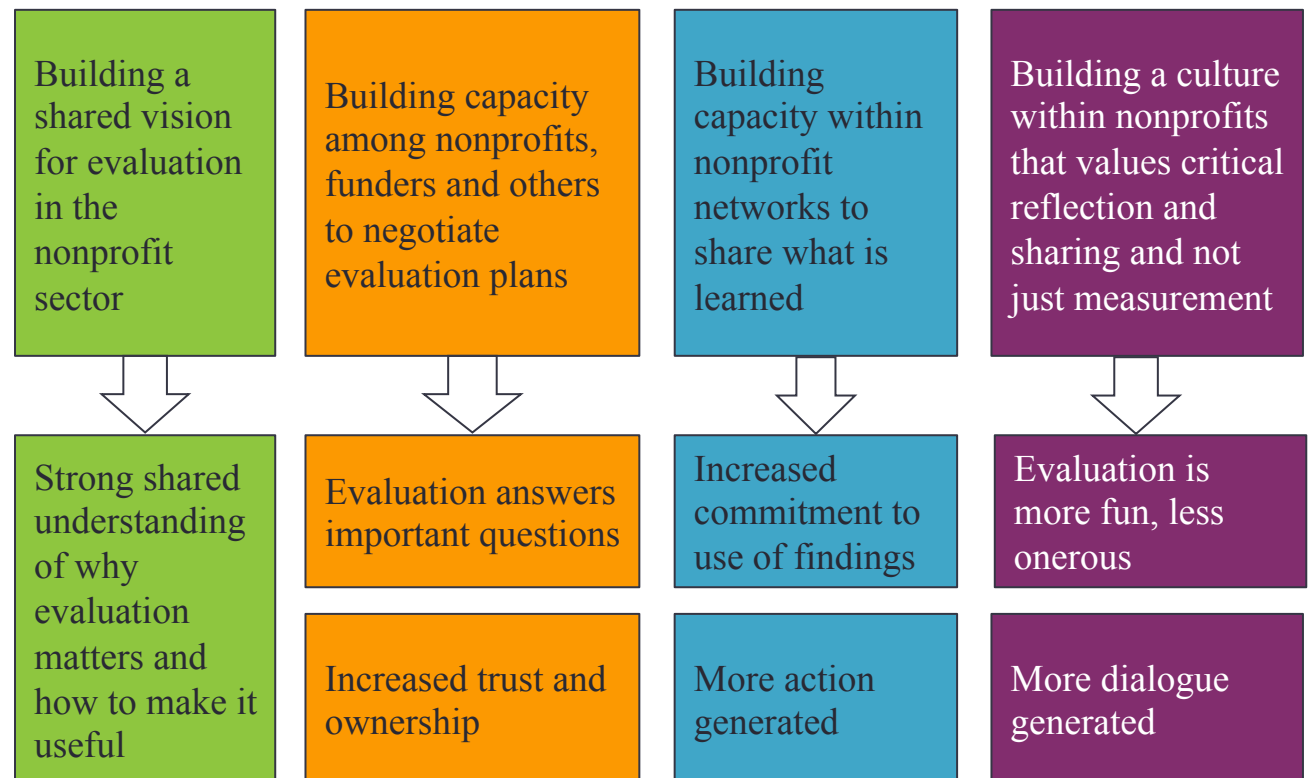 Building a
shared vision
for evaluation
in the
nonprofit
sector
Building capacity
among nonprofits,
funders and others
to negotiate
evaluation plans
Building
capacity within
nonprofit
networks to
share what is
learned
Building a culture
within nonprofits
that values critical
reflection and
sharing and not
just measurement
Strong shared
understanding
of why
evaluation
matters and
how to make it
useful
Evaluation answers
important questions
Increased
commitment to
use of findings
Evaluation is
more fun, less
onerous
Increased trust and
ownership
More action
generated
More dialogue
generated